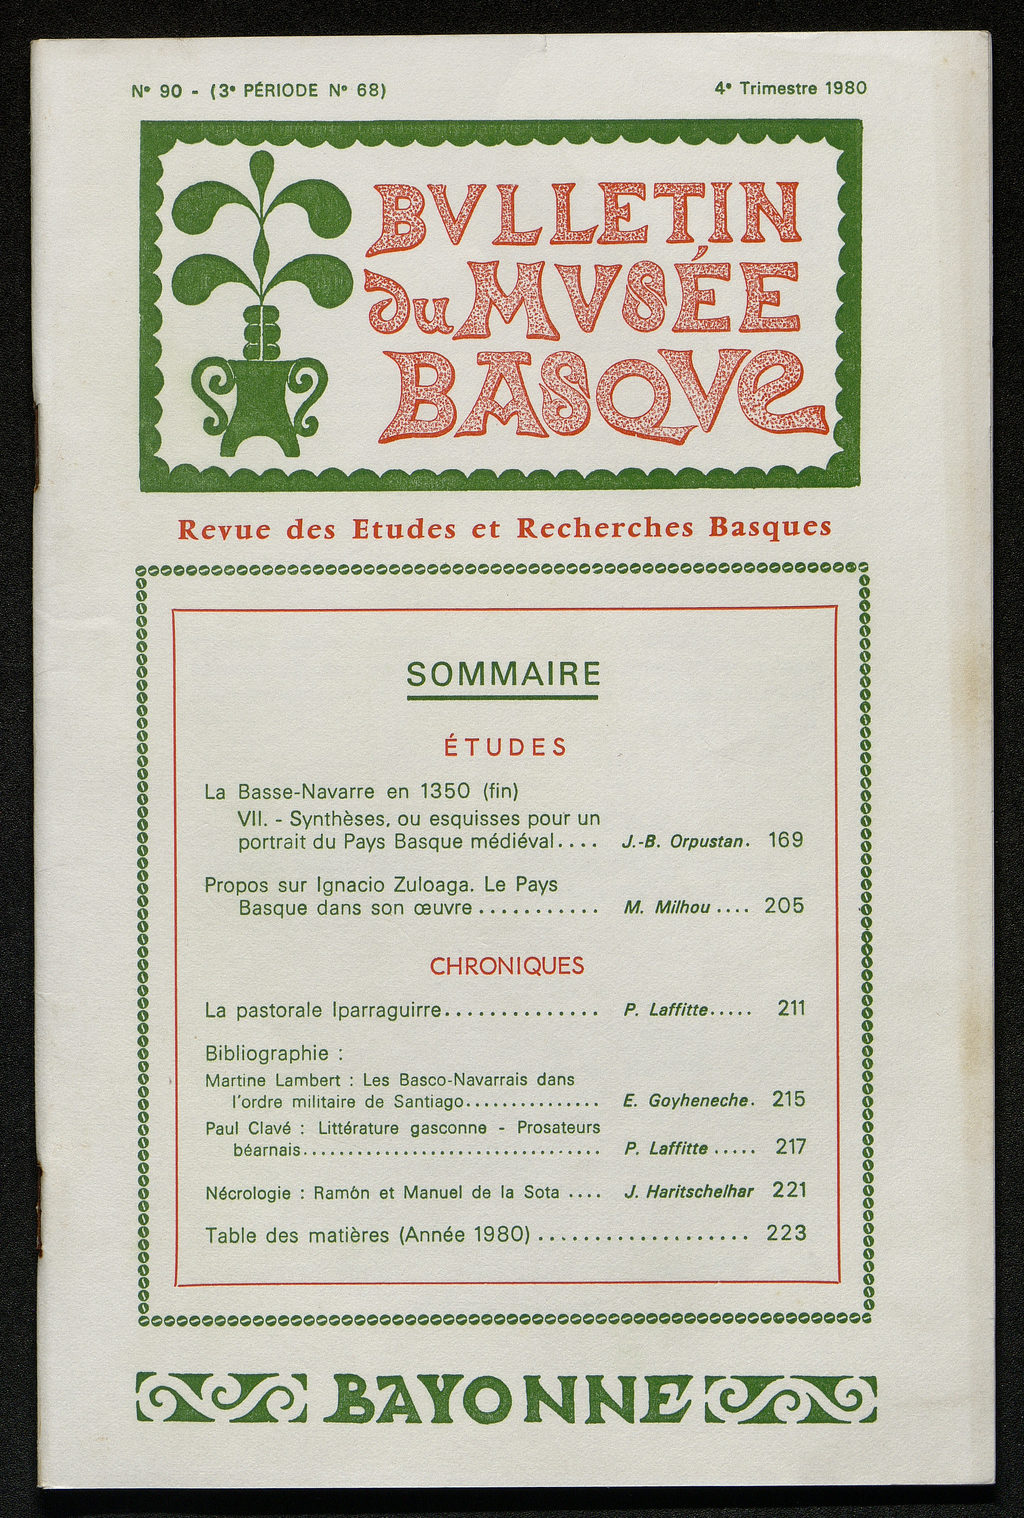 N° 90 - (3e PÉRIODE N° 68) 4e Trimestre 1980
BVLLETIN
du MVSÉE
BASQVE
Revue des Etudes et Recherches Basques
SOMMAIRE
ÉTUDES
La Basse-Navarre en 1350 (fin)
VII. - Synthèses, ou esquisses pour un
portrait du Pays Basque médiéval.... J.-B. Orpustan. 169
Propos sur Ignacio Zuloaga. Le Pays
Basque dans son œuvre ........... M. Milhou .... 205
CHRONIQUES
La pastorale Iparraguirre.............. P. Laffitte..... 211
Bibliographie :
Martine Lambert : Les Basco-Navarrais dans
l'ordre militaire de Santiago............... E. Goyheneche. 215
Paul Clavé : Littérature gasconne - Prosateurs
béarnais................................. P. Laffitte ..... 217
Nécrologie : Ramón et Manuel de la Sota .... J. Haritschelhar 221
Table des matières (Année 1980) ................... 223
BAYONNE